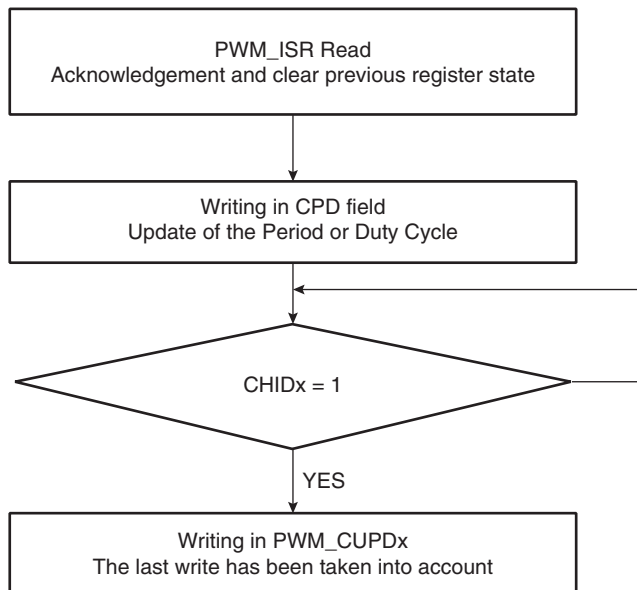 PWM_ISR Read
Acknowledgement and clear previous register state
Writing in CPD field
Update of the Period or Duty Cycle
CHIDx = 1
YES
Writing in PWM_CUPDx
The last write has been taken into account